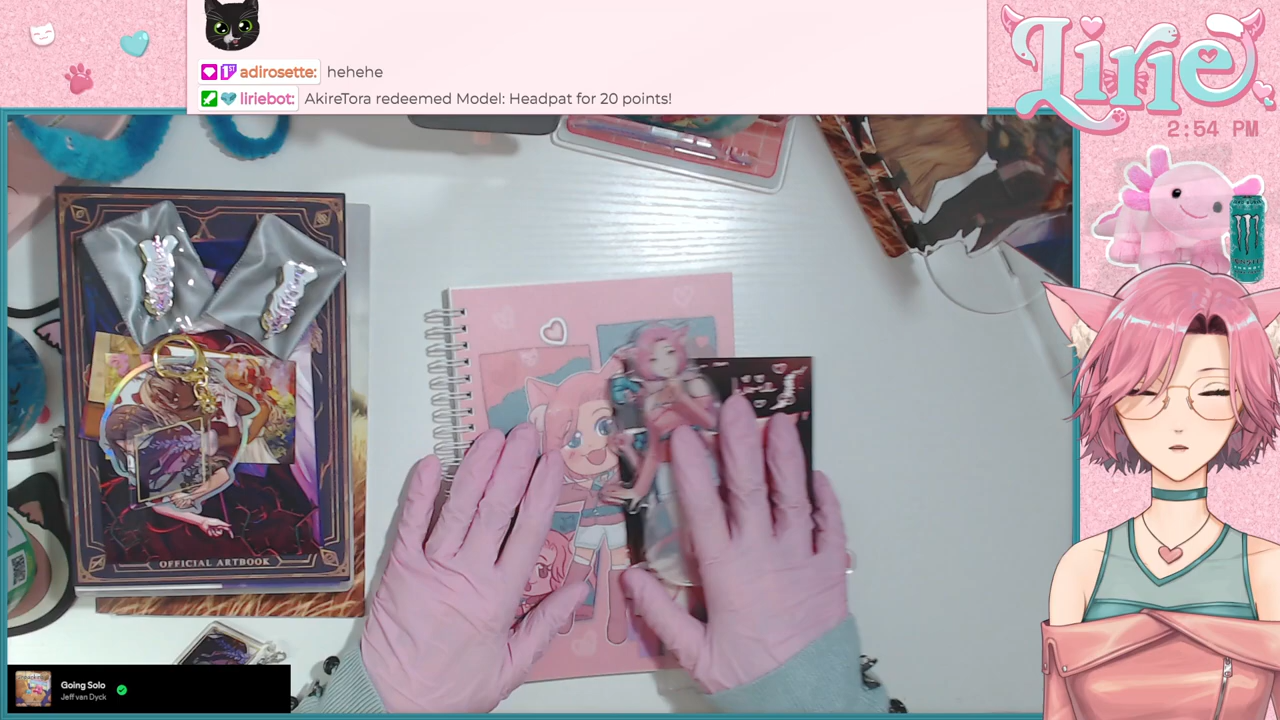 adirosette: hehehe
liriebot: AkireTora redeemed Model: Headpat for 20 points!
Lirie
2:54 PM
OFFICIAL ARTBOOK
Going Solo
Jeff van Dyck